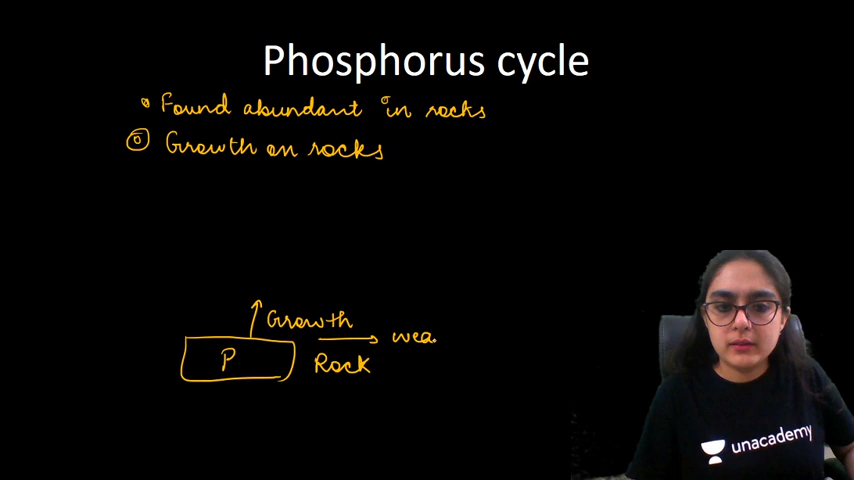 Phosphorus cycle
• Found abundant in rocks
Growth on rocks
Growth
wea
P
Rock
unacademy